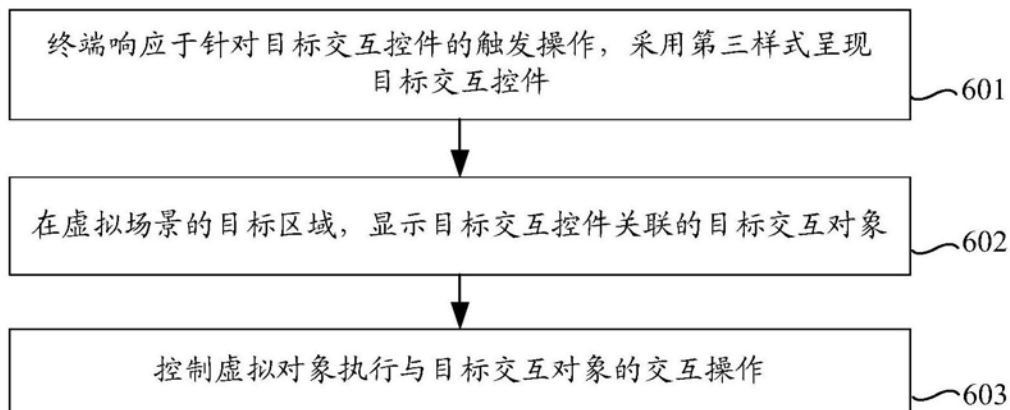 终端响应于针对目标交互控件的触发操作，采用第三样式呈现
目标交互控件
601
在虚拟场景的目标区域，显示目标交互控件关联的目标交互对象
602
控制虚拟对象执行与目标交互对象的交互操作
603